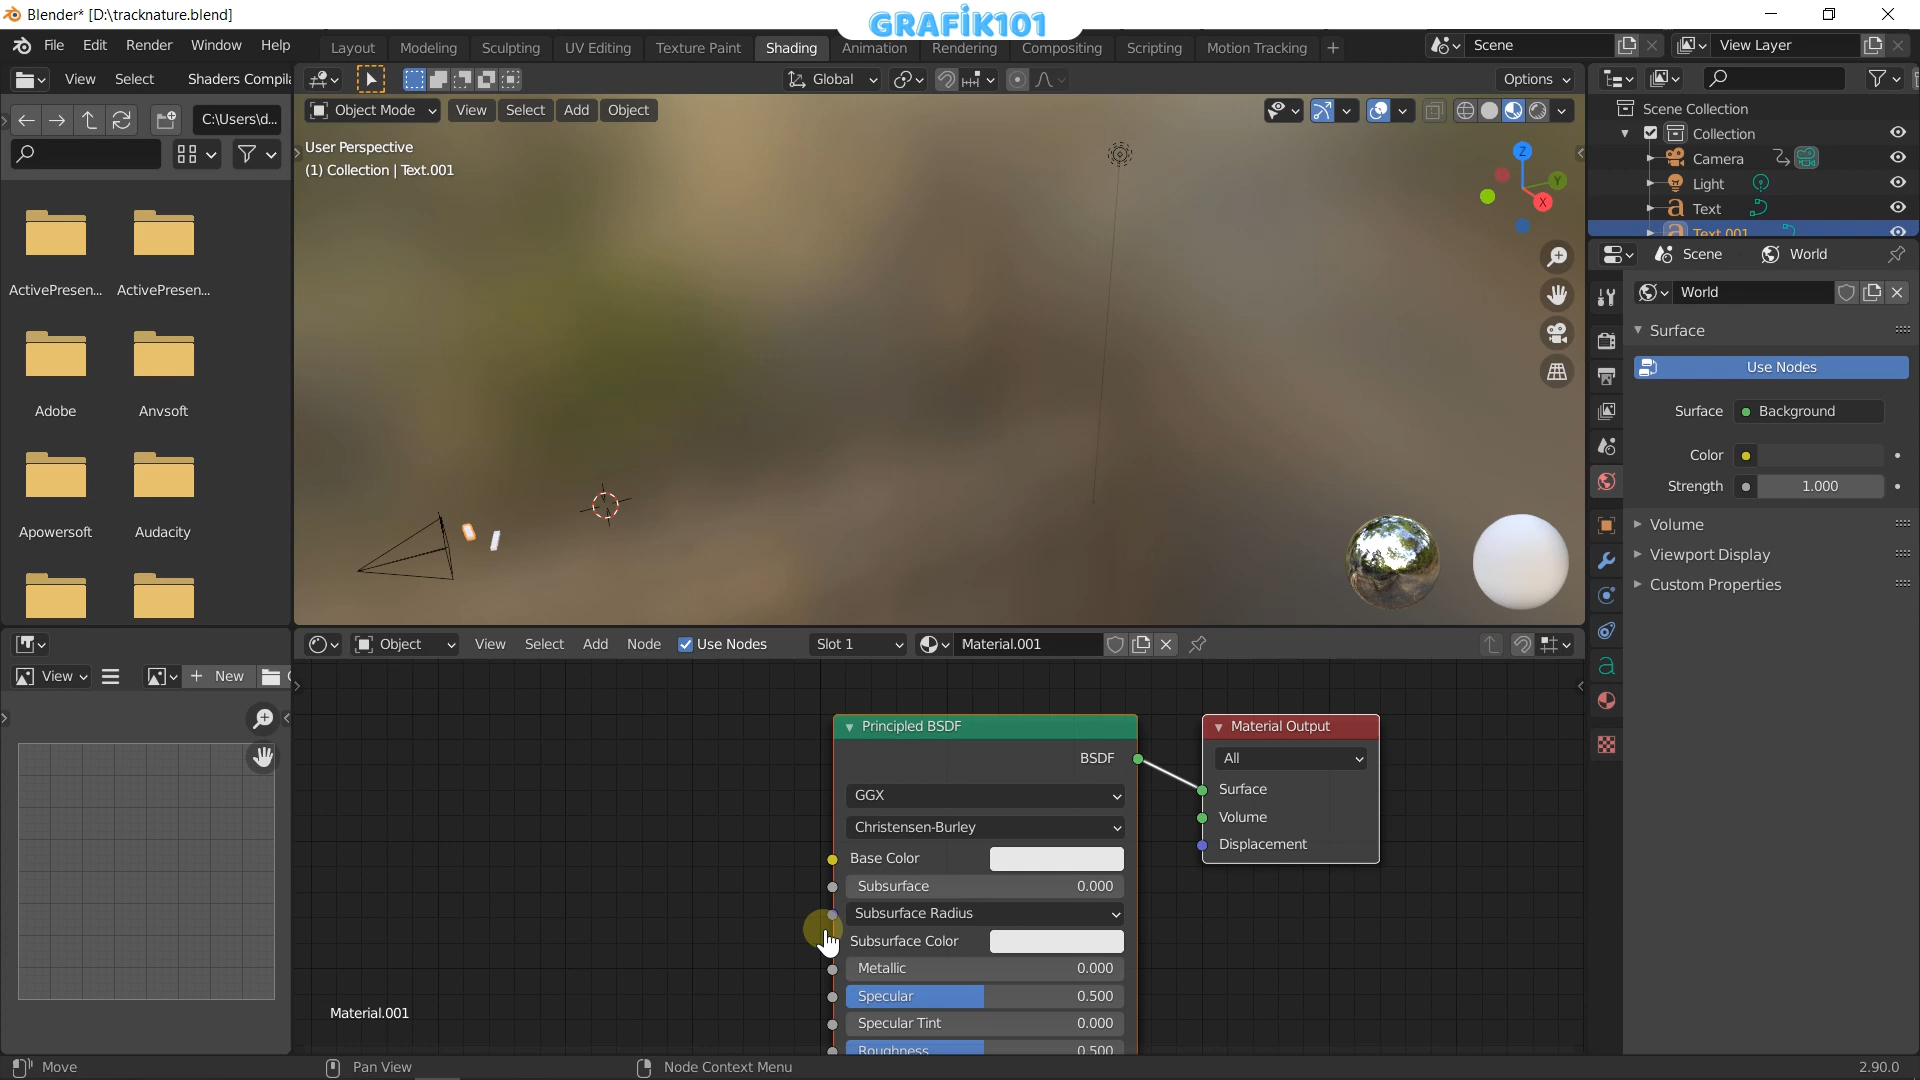 Blender* [D:\tracknature.blend]
GRAFİK101
File Edit Render Window Help
Layout Modeling Sculpting UV Editing Texture Paint Shading Animation Rendering Compositing Scripting Motion Tracking +
Scene
View Layer
View Select Shaders Compila
Global
Options
C:\Users\d...
Object Mode View Select Add Object
User Perspective
(1) Collection | Text.001
Z
Y
X
ActivePresen... ActivePresen...
Adobe Anvsoft
Apowersoft Audacity
Scene Collection
Collection
Camera
Light
Text
Text.001
Scene World
World
Surface
Use Nodes
Surface Background
Color
Strength 1.000
Volume
Viewport Display
Custom Properties
View + New
Object View Select Add Node Use Nodes Slot 1 Material.001
Principled BSDF
BSDF
GGX
Christensen-Burley
Base Color
Subsurface 0.000
Subsurface Radius
Subsurface Color
Metallic 0.000
Specular 0.500
Specular Tint 0.000
Roughness 0.500
Material Output
All
Surface
Volume
Displacement
Material.001
Move Pan View Node Context Menu 2.90.0